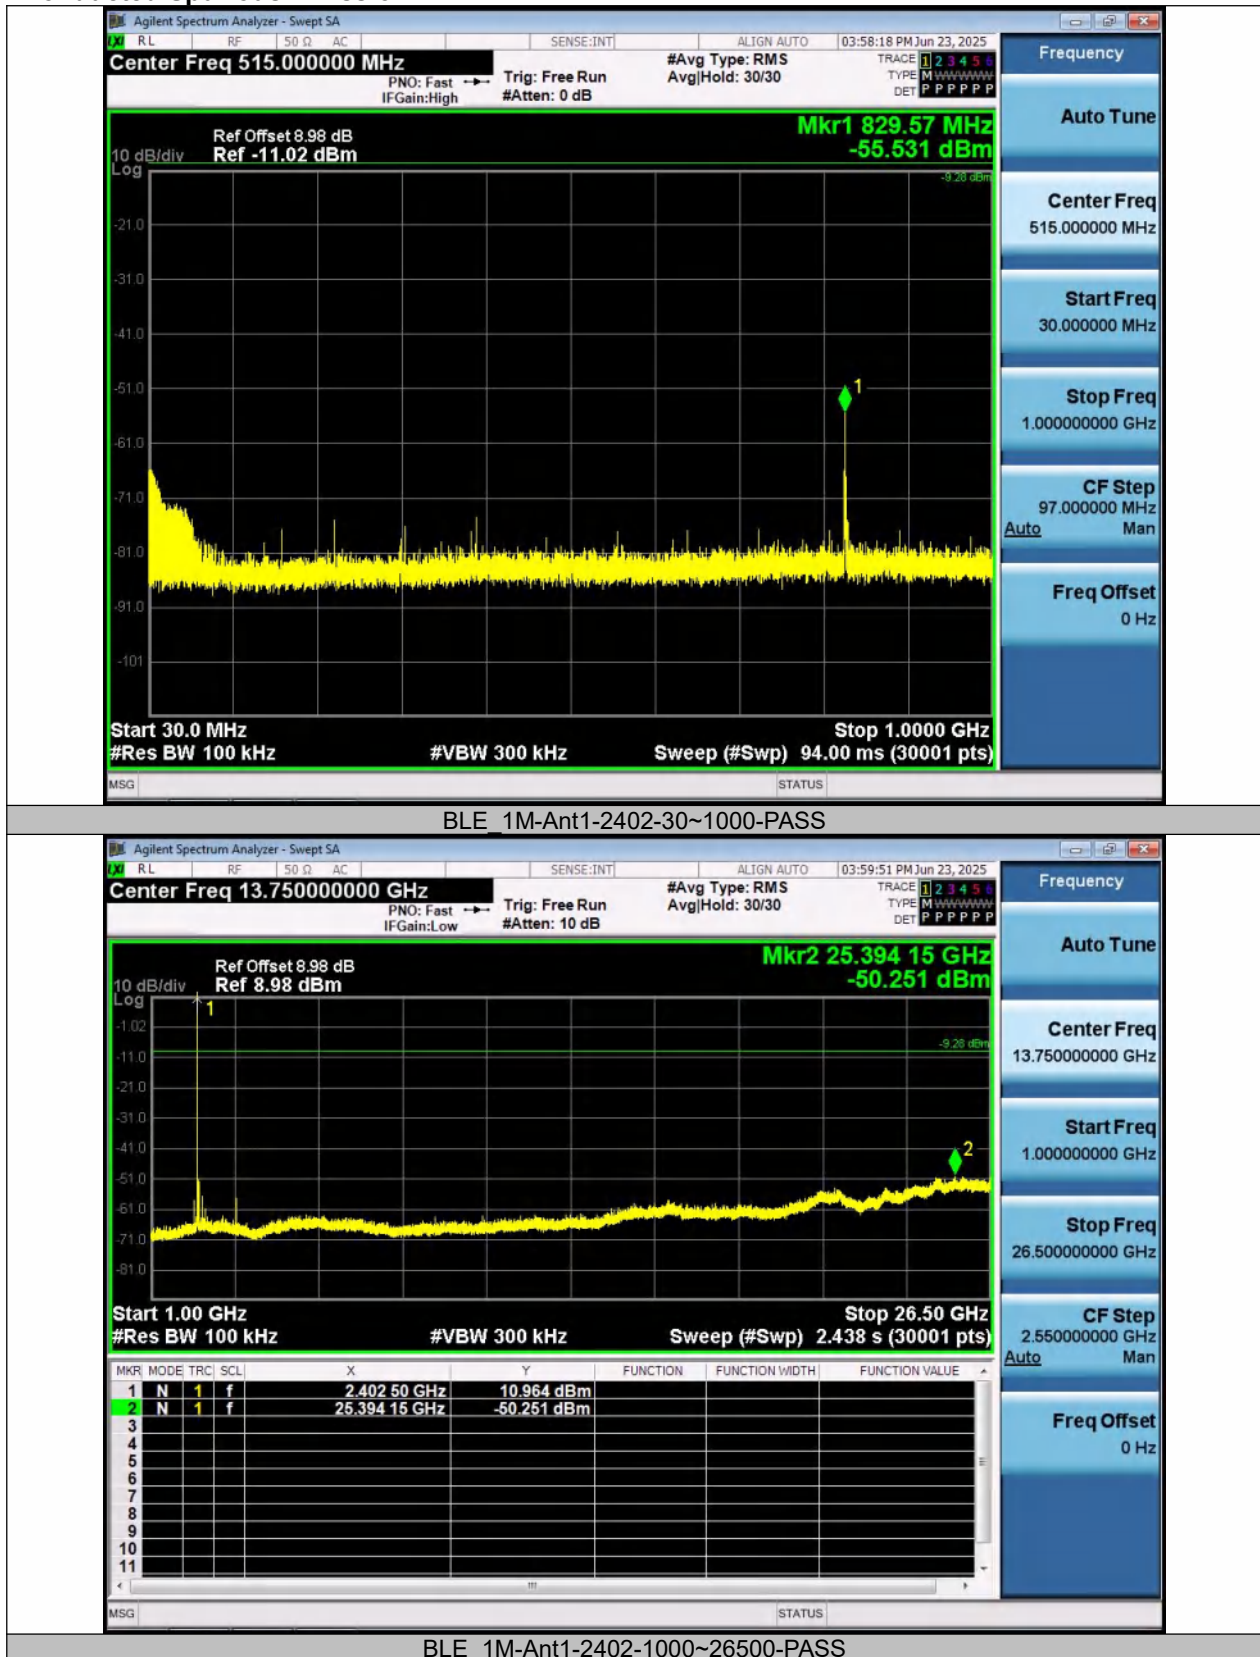 Agilent Spectrum Analyzer - Swept SA
LXI RL RF 50 Ω AC SENSE:INT ALIGN AUTO 03:58:18 PM Jun 23, 2025
Center Freq 515.000000 MHz
#Avg Type: RMS
TRACE 1 2 3 4 5 6
PNO: Fast
Trig: Free Run
Avg|Hold: 30/30
TYPE M WWWWW
IFGain:High
#Atten: 0 dB
DET P P P P P P
Frequency
Mkr1 829.57 MHz
-55.531 dBm
Ref Offset 8.98 dB
10 dB/div Ref -11.02 dBm
Log
-9.28 dBm
-21.0
-31.0
-41.0
-51.0
-61.0
-71.0
-81.0
-91.0
-101
1
Start 30.0 MHz
Stop 1.0000 GHz
#Res BW 100 kHz
#VBW 300 kHz
Sweep (#Swp) 94.00 ms (30001 pts)
Auto Tune
Center Freq
515.000000 MHz
Start Freq
30.000000 MHz
Stop Freq
1.000000000 GHz
CF Step
97.000000 MHz
Auto Man
Freq Offset
0 Hz
MSG STATUS
BLE_1M-Ant1-2402-30~1000-PASS
Agilent Spectrum Analyzer - Swept SA
LXI RL RF 50 Ω AC SENSE:INT ALIGN AUTO 03:59:51 PM Jun 23, 2025
Center Freq 13.750000000 GHz
#Avg Type: RMS
TRACE 1 2 3 4 5 6
PNO: Fast
Trig: Free Run
Avg|Hold: 30/30
TYPE M WWWWW
IFGain:Low
#Atten: 10 dB
DET P P P P P P
Frequency
Mkr2 25.394 15 GHz
-50.251 dBm
Ref Offset 8.98 dB
10 dB/div Ref 8.98 dBm
Log
1
-1.02
-9.28 dBm
-11.0
-21.0
-31.0
-41.0
-51.0
-61.0
-71.0
-81.0
2
Start 1.00 GHz
Stop 26.50 GHz
#Res BW 100 kHz
#VBW 300 kHz
Sweep (#Swp) 2.438 s (30001 pts)
MKR MODE TRC SCL X Y FUNCTION FUNCTION WIDTH FUNCTION VALUE
1 N 1 f 2.402 50 GHz 10.964 dBm
2 N 1 f 25.394 15 GHz -50.251 dBm
3
4
5
6
7
8
9
10
11
Auto Tune
Center Freq
13.750000000 GHz
Start Freq
1.000000000 GHz
Stop Freq
26.500000000 GHz
CF Step
2.550000000 GHz
Auto Man
Freq Offset
0 Hz
MSG STATUS
BLE_1M-Ant1-2402-1000~26500-PASS